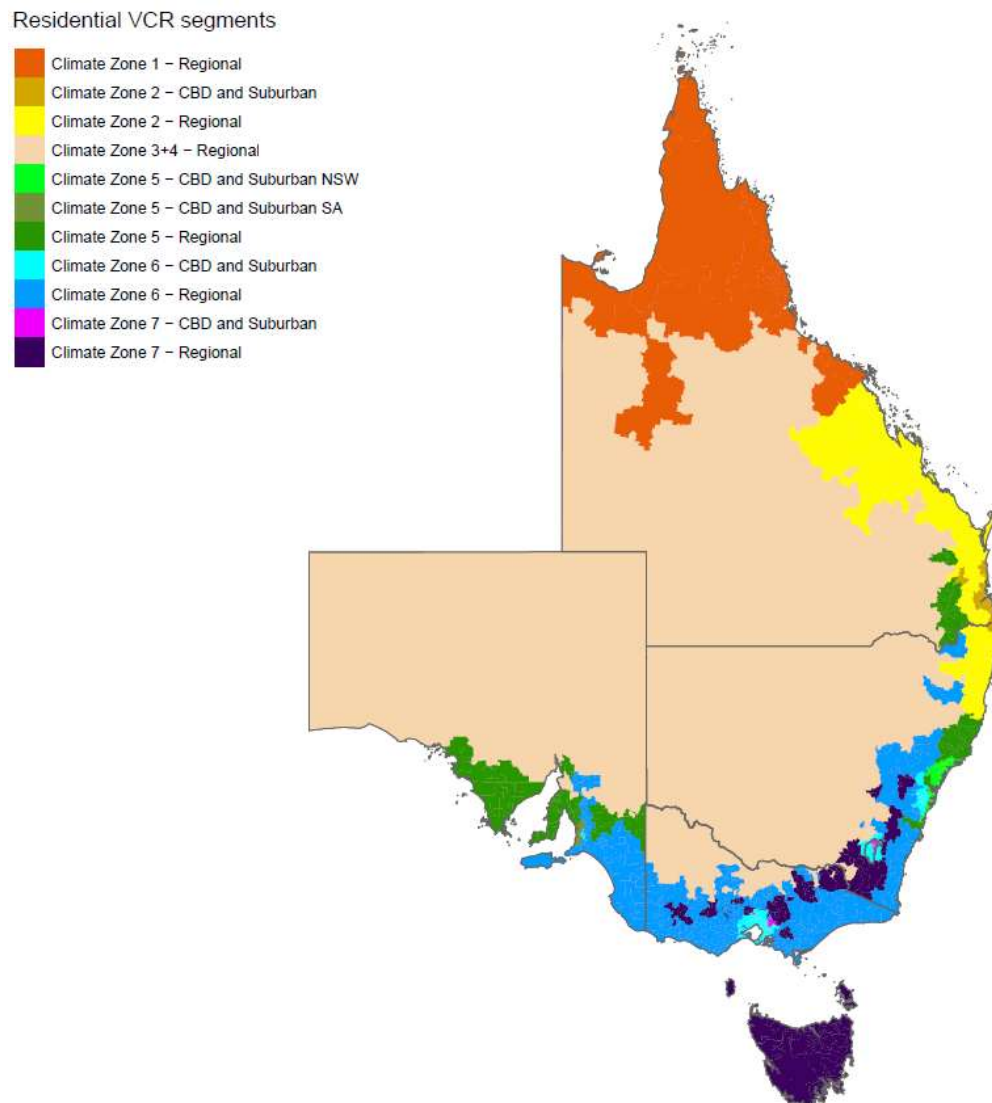 Residential VCR segments
Climate Zone 1 − Regional
Climate Zone 2 − CBD and Suburban
Climate Zone 2 − Regional
Climate Zone 3+4 − Regional
Climate Zone 5 − CBD and Suburban NSW
Climate Zone 5 − CBD and Suburban SA
Climate Zone 5 − Regional
Climate Zone 6 − CBD and Suburban
Climate Zone 6 − Regional
Climate Zone 7 − CBD and Suburban
Climate Zone 7 − Regional